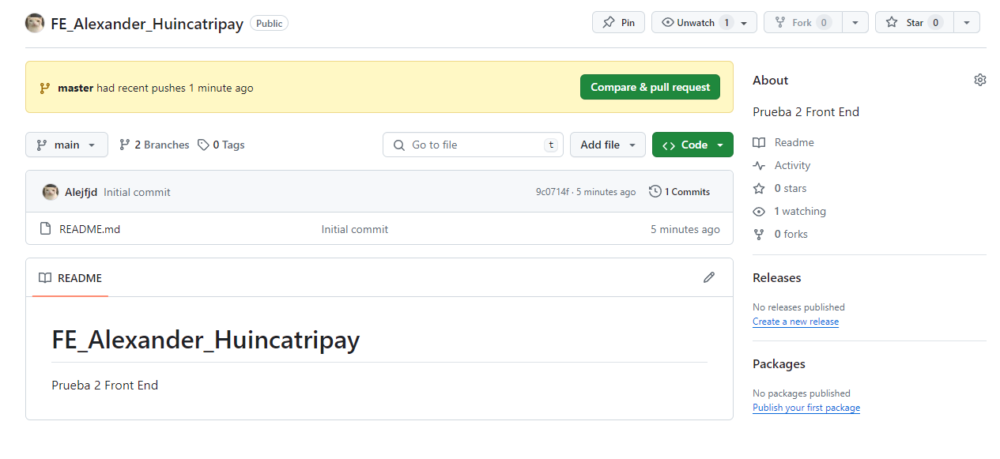 FE_Alexander_Huincatripay Public Pin Unwatch 1 Fork 0 Star 0
master had recent pushes 1 minute ago Compare & pull request
main 2 Branches 0 Tags Go to file t Add file Code
Alejfjd Initial commit 9c0714f · 5 minutes ago 1 Commits
README.md Initial commit 5 minutes ago
README
FE_Alexander_Huincatripay
Prueba 2 Front End
About
Prueba 2 Front End
Readme
Activity
0 stars
1 watching
0 forks
Releases
No releases published
Create a new release
Packages
No packages published
Publish your first package